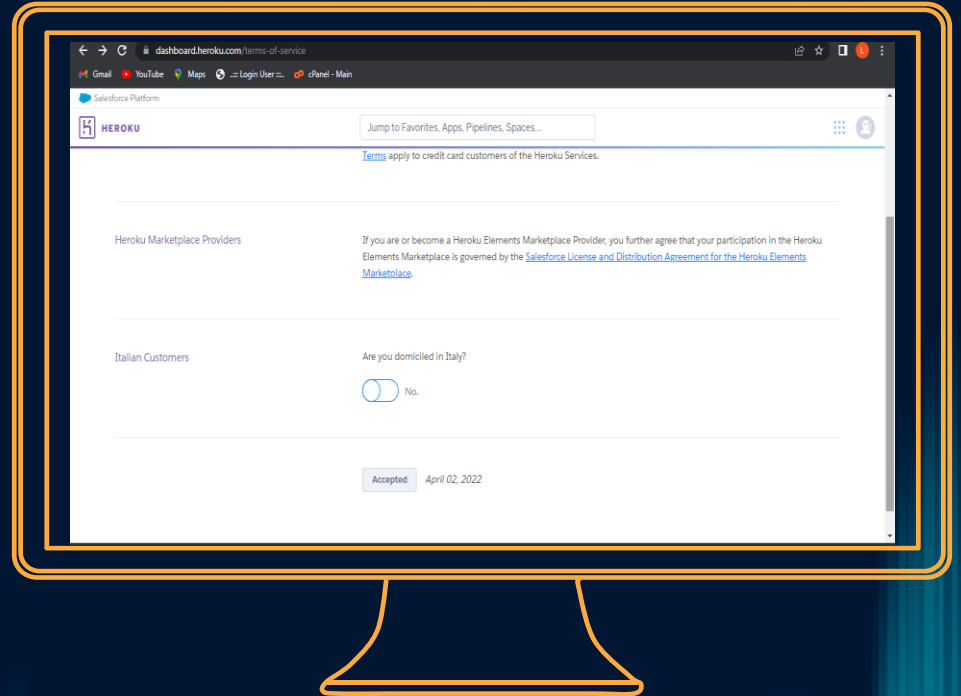 dashboard.heroku.com/terms-of-service
L
Gmail YouTube Maps .:: Login User ::. cPanel - Main
Salesforce Platform
HEROKU
Jump to Favorites, Apps, Pipelines, Spaces...
Terms apply to credit card customers of the Heroku Services.
Heroku Marketplace Providers
If you are or become a Heroku Elements Marketplace Provider, you further agree that your participation in the Heroku
Elements Marketplace is governed by the Salesforce License and Distribution Agreement for the Heroku Elements
Marketplace.
Italian Customers
Are you domiciled in Italy?
No.
Accepted April 02, 2022